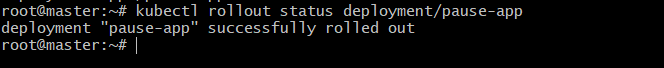 root@master:~# kubectl rollout status deployment/pause-app
deployment "pause-app" successfully rolled out
root@master:~#